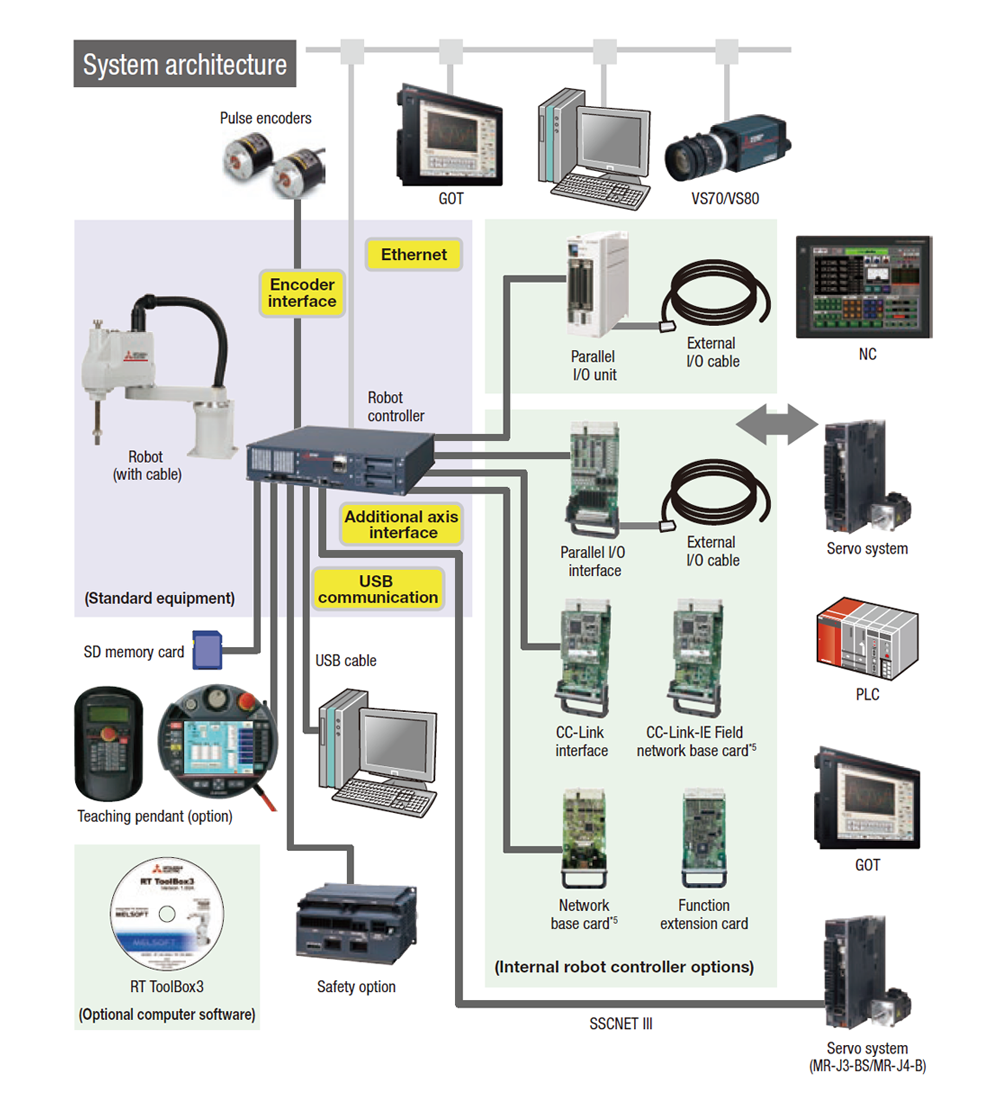 System architecture
Pulse encoders
GOT
VS70/VS80
Ethernet
Encoder
interface
Parallel
I/O unit
External
I/O cable
NC
Robot
controller
Robot
(with cable)
Additional axis
interface
Parallel I/O
interface
External
I/O cable
Servo system
USB
communication
(Standard equipment)
SD memory card
USB cable
CC-Link
interface
CC-Link-IE Field
network base card*5
PLC
Teaching pendant (option)
MITSUBISHI
ELECTRIC
RT ToolBox3
MELSOFT
MELSOFT
RT ToolBox3
(Optional computer software)
Safety option
Network
base card*5
Function
extension card
GOT
(Internal robot controller options)
SSCNET III
Servo system
(MR-J3-BS/MR-J4-B)